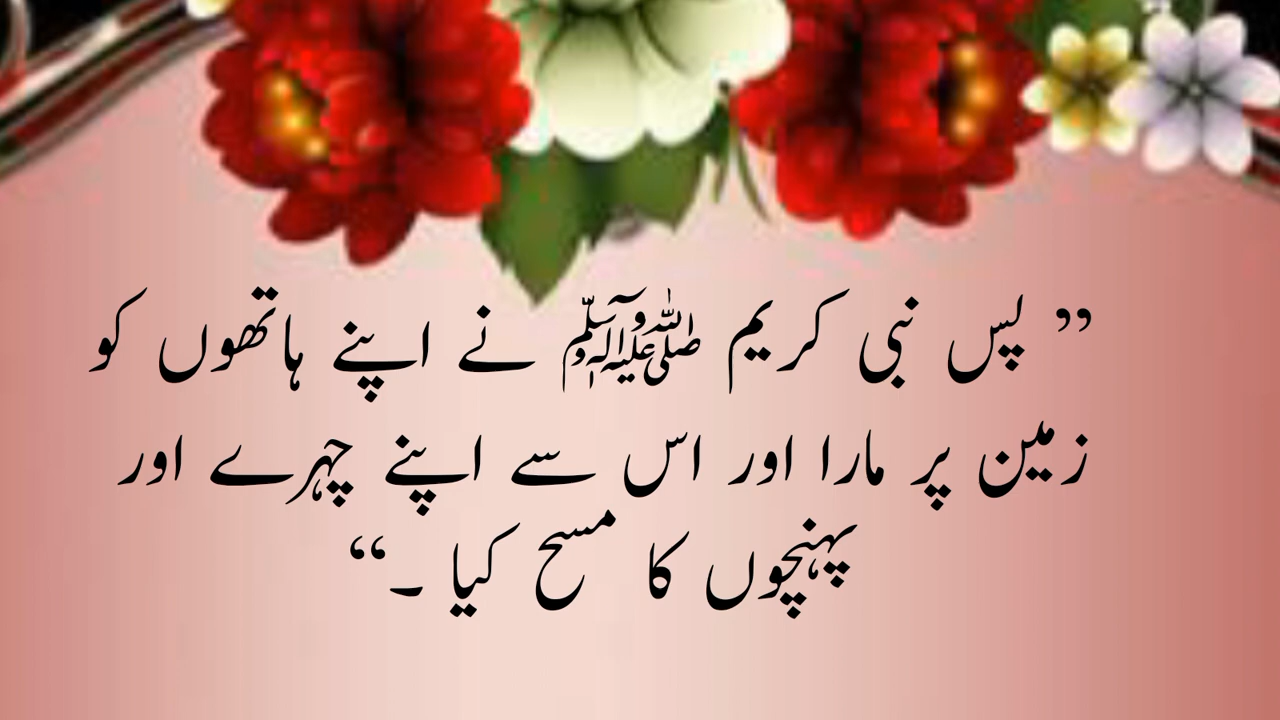 ” پس نبی کریم ﷺ نے اپنے ہاتھوں کو
زمین پر مارا اور اس سے اپنے چہرے اور
پہنچوں کا مسح کیا ۔“